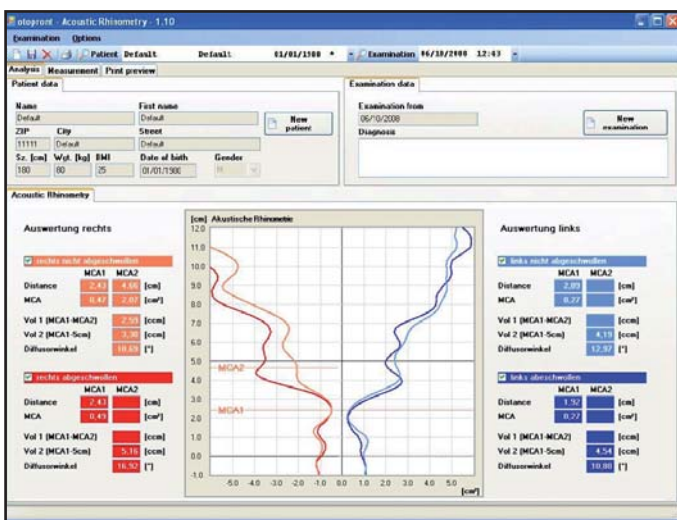 otopront - Acoustic Rhinometry - 1.10
Examination Options
Patient Default Default 01/01/1980 Examination 06/10/2008 12:43
Analysis Measurement Print preview
Patient data
Name First name
Default Default
New patient
ZIP City Street
11111 Default Default
Sz. [cm] Wgt. [kg] BMI Date of birth Gender
180 80 25 01/01/1980
Examination data
Examination from
06/10/2008
New examination
Diagnosis
Acoustic Rhinometry
Auswertung rechts
rechts nicht abgeschwollen
MCA1 MCA2
Distance 2,43 4,66 [cm]
MCA 0,47 2,07 [cm²]
Vol 1 (MCA1-MCA2) 2,59 [ccm]
Vol 2 (MCA1-5cm) 3,30 [ccm]
Diffusorwinkel 10,69 [°]
rechts abgeschwollen
MCA1 MCA2
Distance 2,43 [cm]
MCA 0,49 [cm²]
Vol 1 (MCA1-MCA2) [ccm]
Vol 2 (MCA1-5cm) 5,16 [ccm]
Diffusorwinkel 16,92 [°]
[cm] Akustische Rhinometrie
12.0
11.0
10.0
9.0
8.0
7.0
6.0
5.0
MCA2
4.0
3.0
MCA1
2.0
1.0
0.0
-1.0
-5.0 -4.0 -3.0 -2.0 -1.0 0.0 1.0 2.0 3.0 4.0 5.0
[cm²]
Auswertung links
links nicht abgeschwollen
MCA1 MCA2
Distance 2,09 [cm]
MCA 0,27 [cm²]
Vol 1 (MCA1-MCA2) [ccm]
Vol 2 (MCA1-5cm) 4,19 [ccm]
Diffusorwinkel 12,97 [°]
links abeschwollen
MCA1 MCA2
Distance 1,92 [cm]
MCA 0,27 [cm²]
Vol 1 (MCA1-MCA2) [ccm]
Vol 2 (MCA1-5cm) 4,54 [ccm]
Diffusorwinkel 10,80 [°]